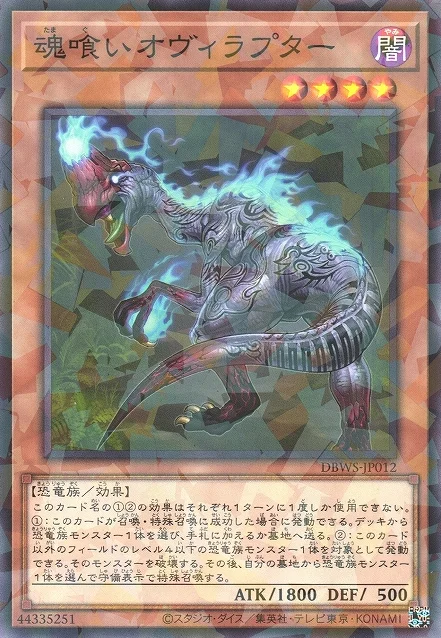 魂喰いオヴィラプター
闇
DBWS-JP012
【恐竜族/効果】
このカード名の①②の効果はそれぞれ1ターンに1度しか使用できない。
①:このカードが召喚・特殊召喚に成功した場合に発動できる。デッキから
恐竜族モンスター1体を選び、手札に加えるか墓地へ送る。②:このカード
以外のフィールドのレベル4以下の恐竜族モンスター1体を対象として発動
できる。そのモンスターを破壊する。その後、自分の墓地から恐竜族モンスター
1体を選んで守備表示で特殊召喚する。
ATK/1800 DEF/ 500
44335251
©スタジオ・ダイス/集英社・テレビ東京・KONAMI